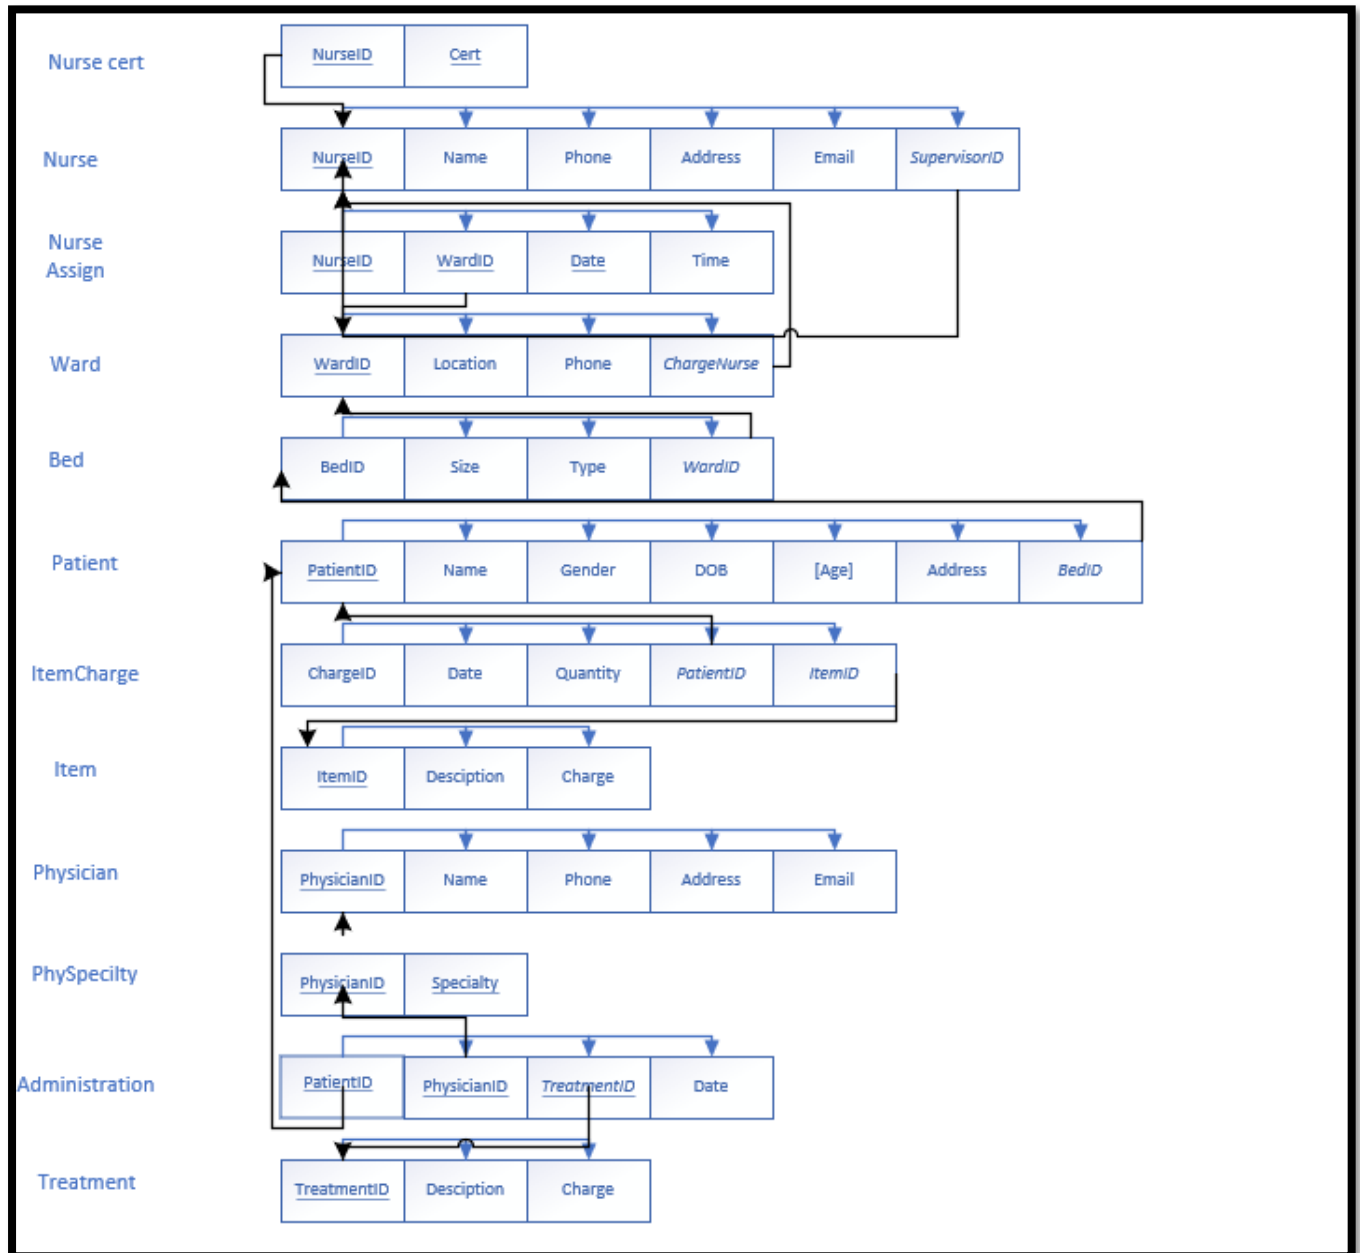 Nurse cert NurseID Cert
Nurse NurseID Name Phone Address Email SupervisorID
Nurse
Assign NurseID WardID Date Time
Ward WardID Location Phone ChargeNurse
Bed BedID Size Type WardID
Patient PatientID Name Gender DOB [Age] Address BedID
ItemCharge ChargeID Date Quantity PatientID ItemID
Item ItemID Desciption Charge
Physician PhysicianID Name Phone Address Email
PhySpecilty PhysicianID Specialty
Administration PatientID PhysicianID TreatmentID Date
Treatment TreatmentID Desciption Charge